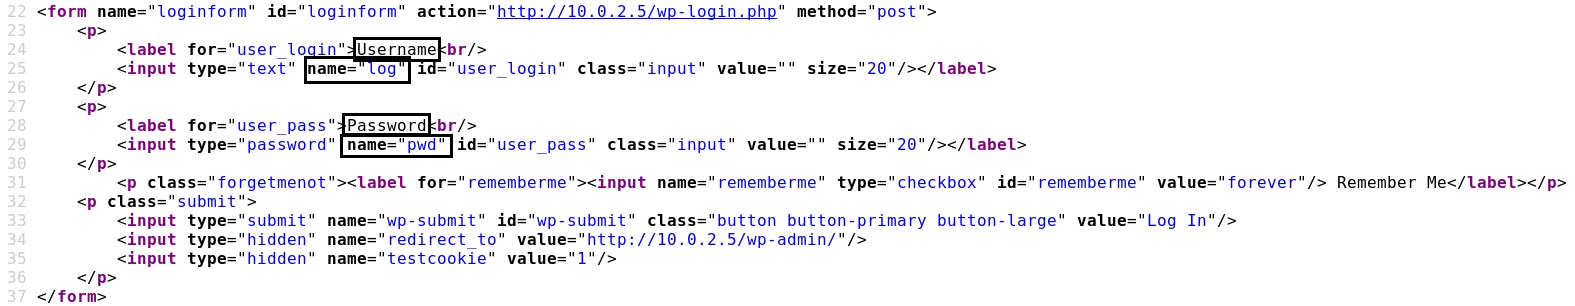 22 <form name="loginform" id="loginform" action="http://10.0.2.5/wp-login.php" method="post">
23     <p>
24         <label for="user_login">Username<br/>
25         <input type="text" name="log" id="user_login" class="input" value="" size="20"/></label>
26     </p>
27     <p>
28         <label for="user_pass">Password<br/>
29         <input type="password" name="pwd" id="user_pass" class="input" value="" size="20"/></label>
30     </p>
31         <p class="forgetmenot"><label for="rememberme"><input name="rememberme" type="checkbox" id="rememberme" value="forever"/> Remember Me</label></p>
32     <p class="submit">
33         <input type="submit" name="wp-submit" id="wp-submit" class="button button-primary button-large" value="Log In"/>
34         <input type="hidden" name="redirect_to" value="http://10.0.2.5/wp-admin/"/>
35         <input type="hidden" name="testcookie" value="1"/>
36     </p>
37 </form>